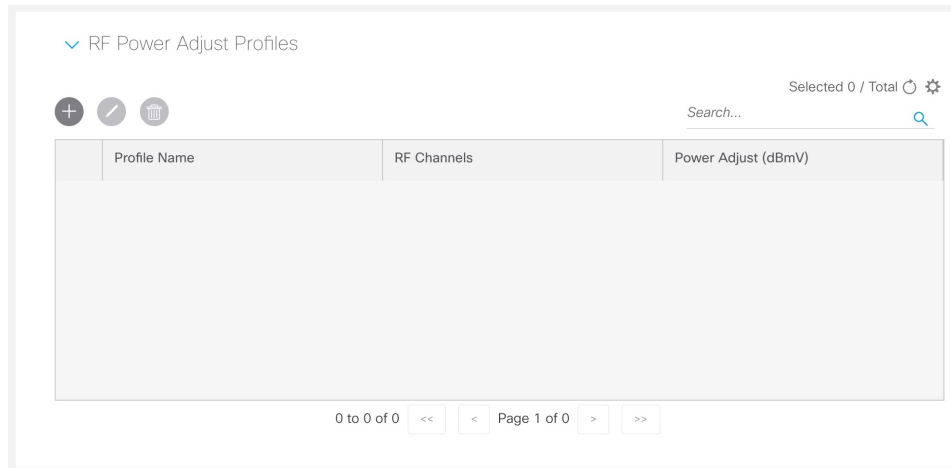 RF Power Adjust Profiles
Selected 0 / Total
Search...
Profile Name RF Channels Power Adjust (dBmV)
0 to 0 of 0 << < Page 1 of 0 > >>